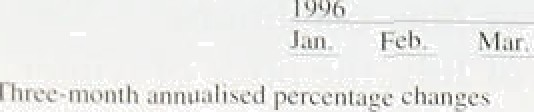 1996
Jan. Feb. Mar.
Three-month annualised percentage changes